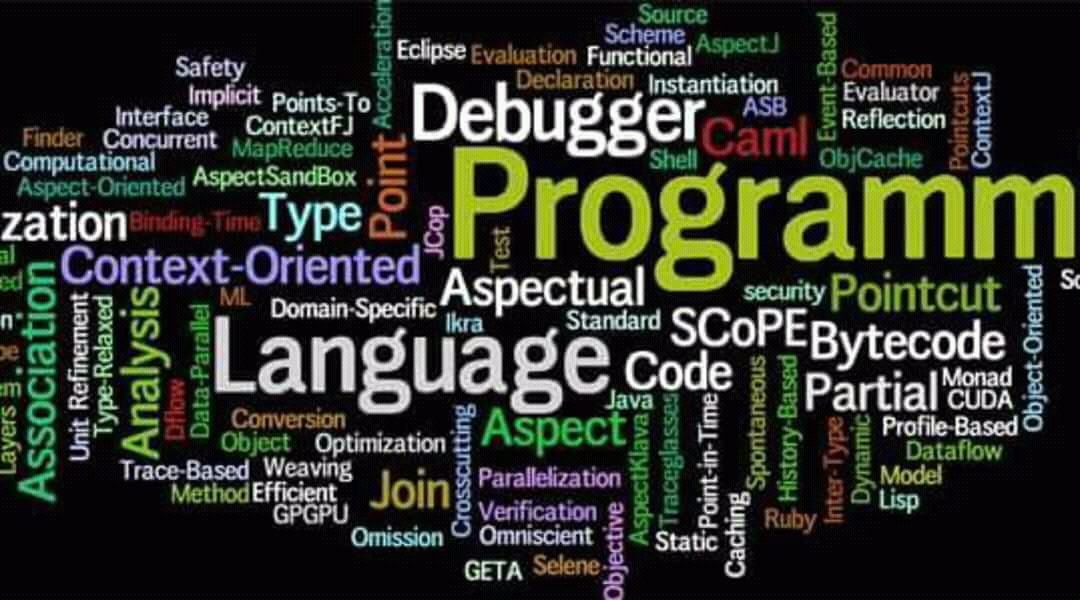 Source
Scheme
AspectJ
Acceleration
Eclipse
Evaluation
Functional
Event-Based
Common
Safety
Declaration
Instantiation
Implicit
Points-To
Debugger
ASB
Evaluator
Pointcuts
ContextJ
Interface
ContextFJ
Caml
Reflection
Finder
Concurrent
MapReduce
Point
Shell
ObjCache
Computational
Aspect-Oriented
AspectSandBox
Programm
zation
Binding-Time
Type
JCop
Test
al
Context-Oriented
ed
Association
ML
Domain-Specific
Aspectual
security
Pointcut
Object-Oriented
So
Unit Refinement
Type-Relaxed
Analysis
Data-Parallel
Language
Ikra
Standard
SCoPE
Bytecode
n
pe
em
Layers
Dflow
Code
Partial
Monad
CUDA
Java
Conversion
Object
Optimization
Crosscutting
Aspect
AspectKlava
Traceglasses
Point-in-Time
Spontaneous
History-Based
Inter-Type
Dynamic
Profile-Based
Dataflow
Trace-Based
Weaving
Parallelization
Model
Method
Efficient
Join
Lisp
GPGPU
Verification
Ruby
Omission
Omniscient
Objective
Static
Caching
GETA
Selene